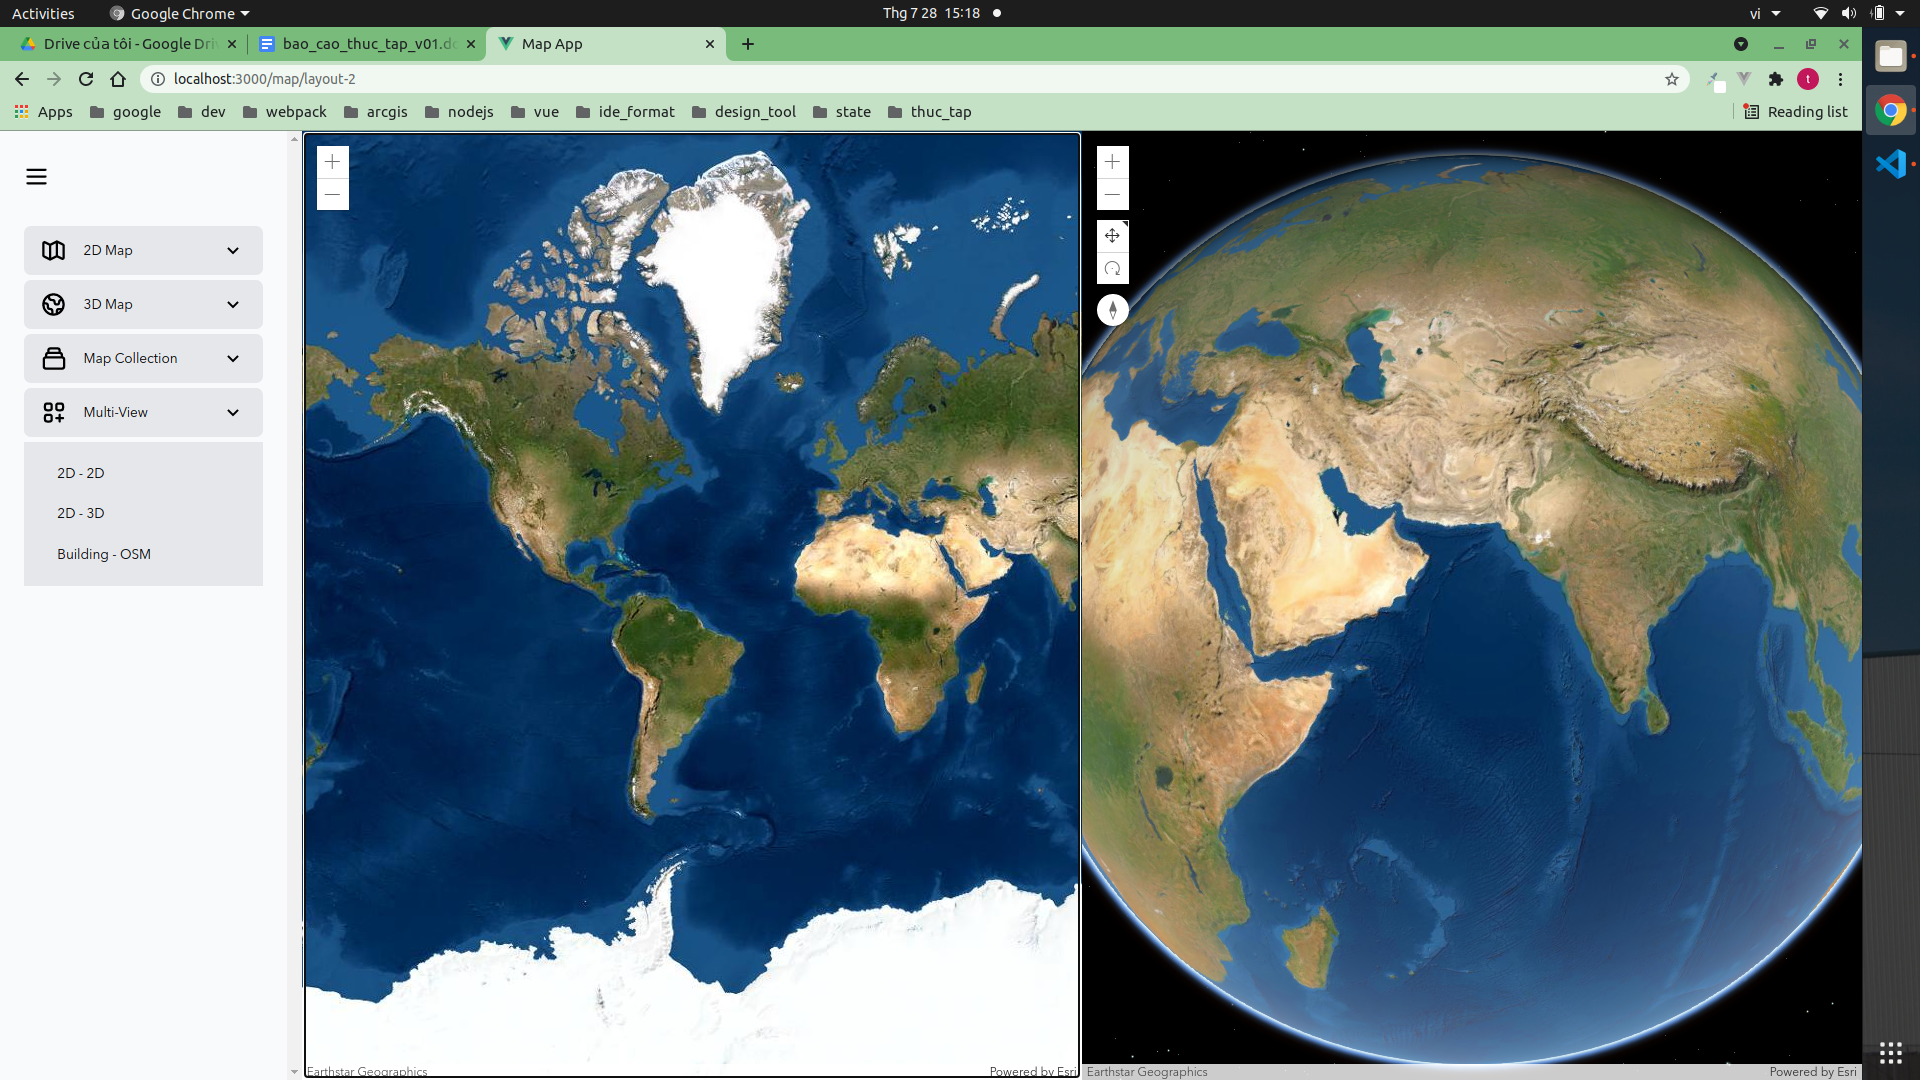 Activities
Google Chrome
Thg 7 28 15:18
vi
Drive của tôi - Google Dri
bao_cao_thuc_tap_v01.do
Map App
localhost:3000/map/layout-2
t
Apps
google
dev
webpack
arcgis
nodejs
vue
ide_format
design_tool
state
thuc_tap
Reading list
2D Map
3D Map
Map Collection
Multi-View
2D - 2D
2D - 3D
Building - OSM
Earthstar Geographics
Powered by Esri
Earthstar Geographics
Powered by Esri